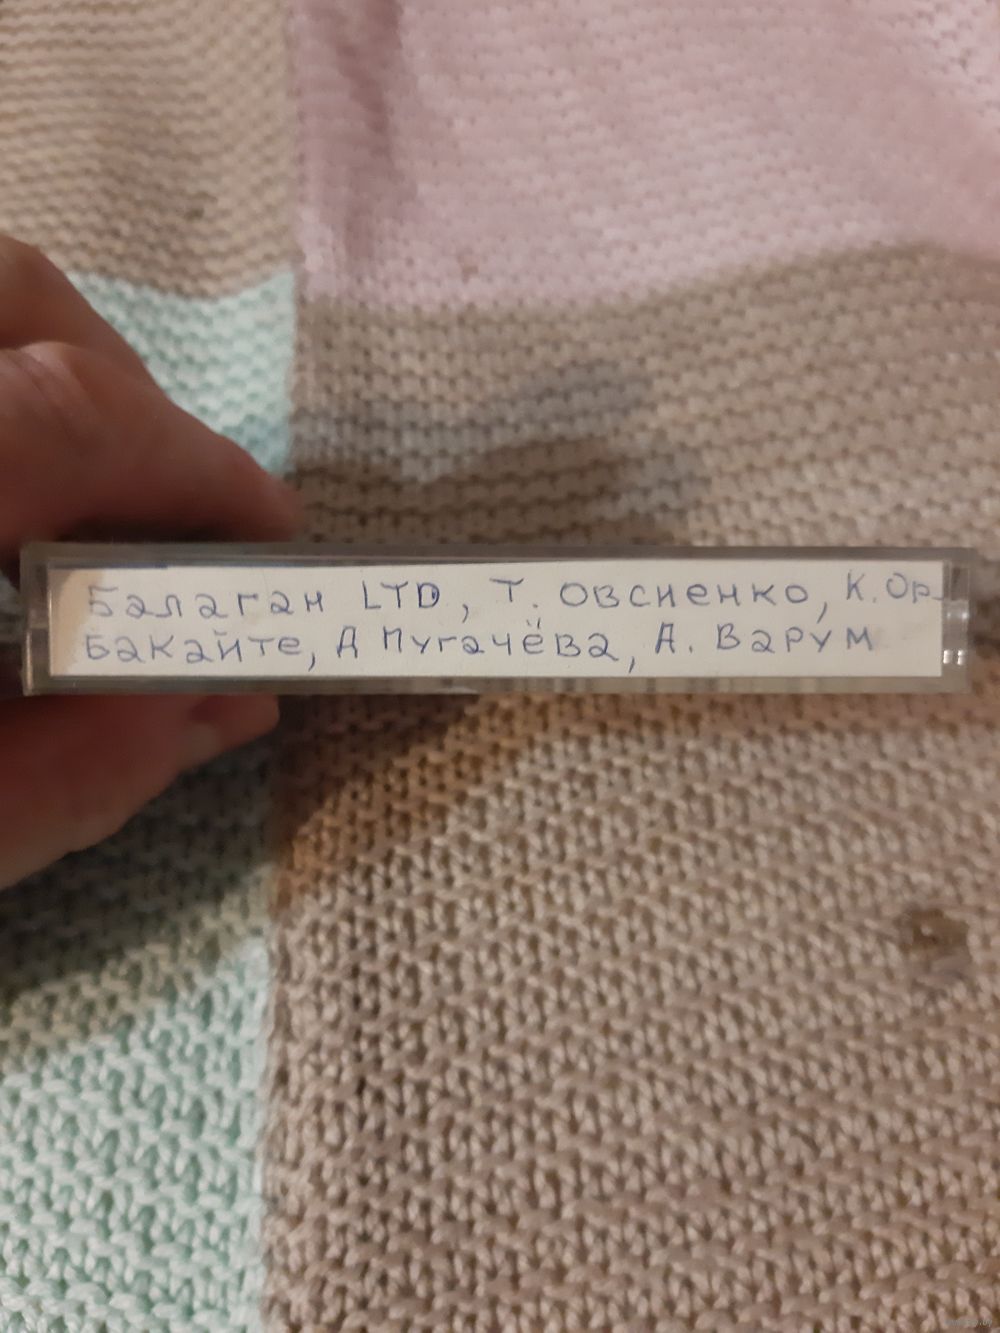 Балаган LTD, Т. Овсиенко, К. Ор-
бакайте, А Пугачёва, А. Варум